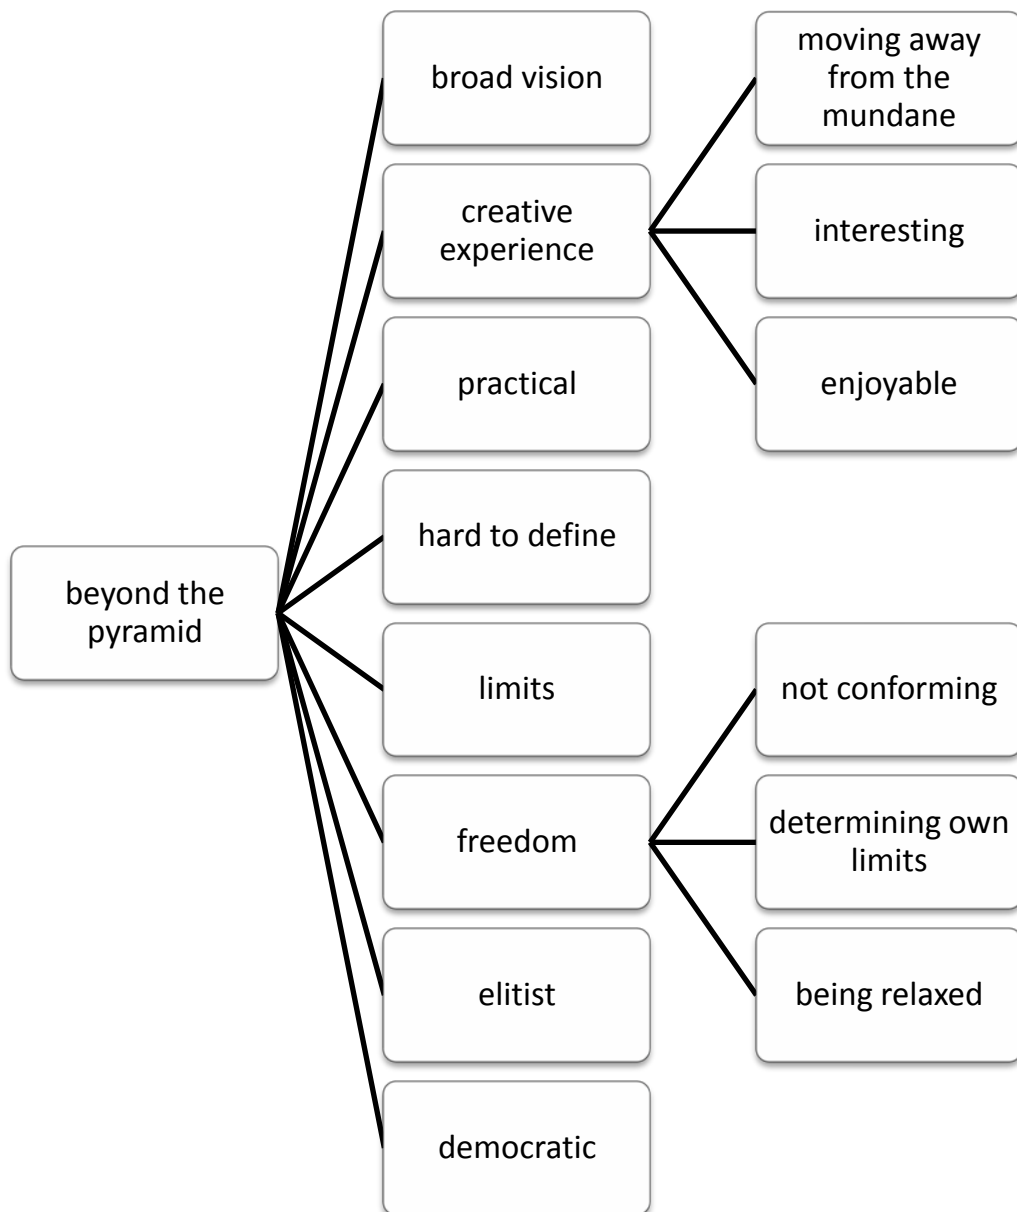 beyond the
pyramid
broad vision
creative
experience
moving away
from the
mundane
interesting
enjoyable
practical
hard to define
limits
freedom
not conforming
determining own
limits
being relaxed
elitist
democratic